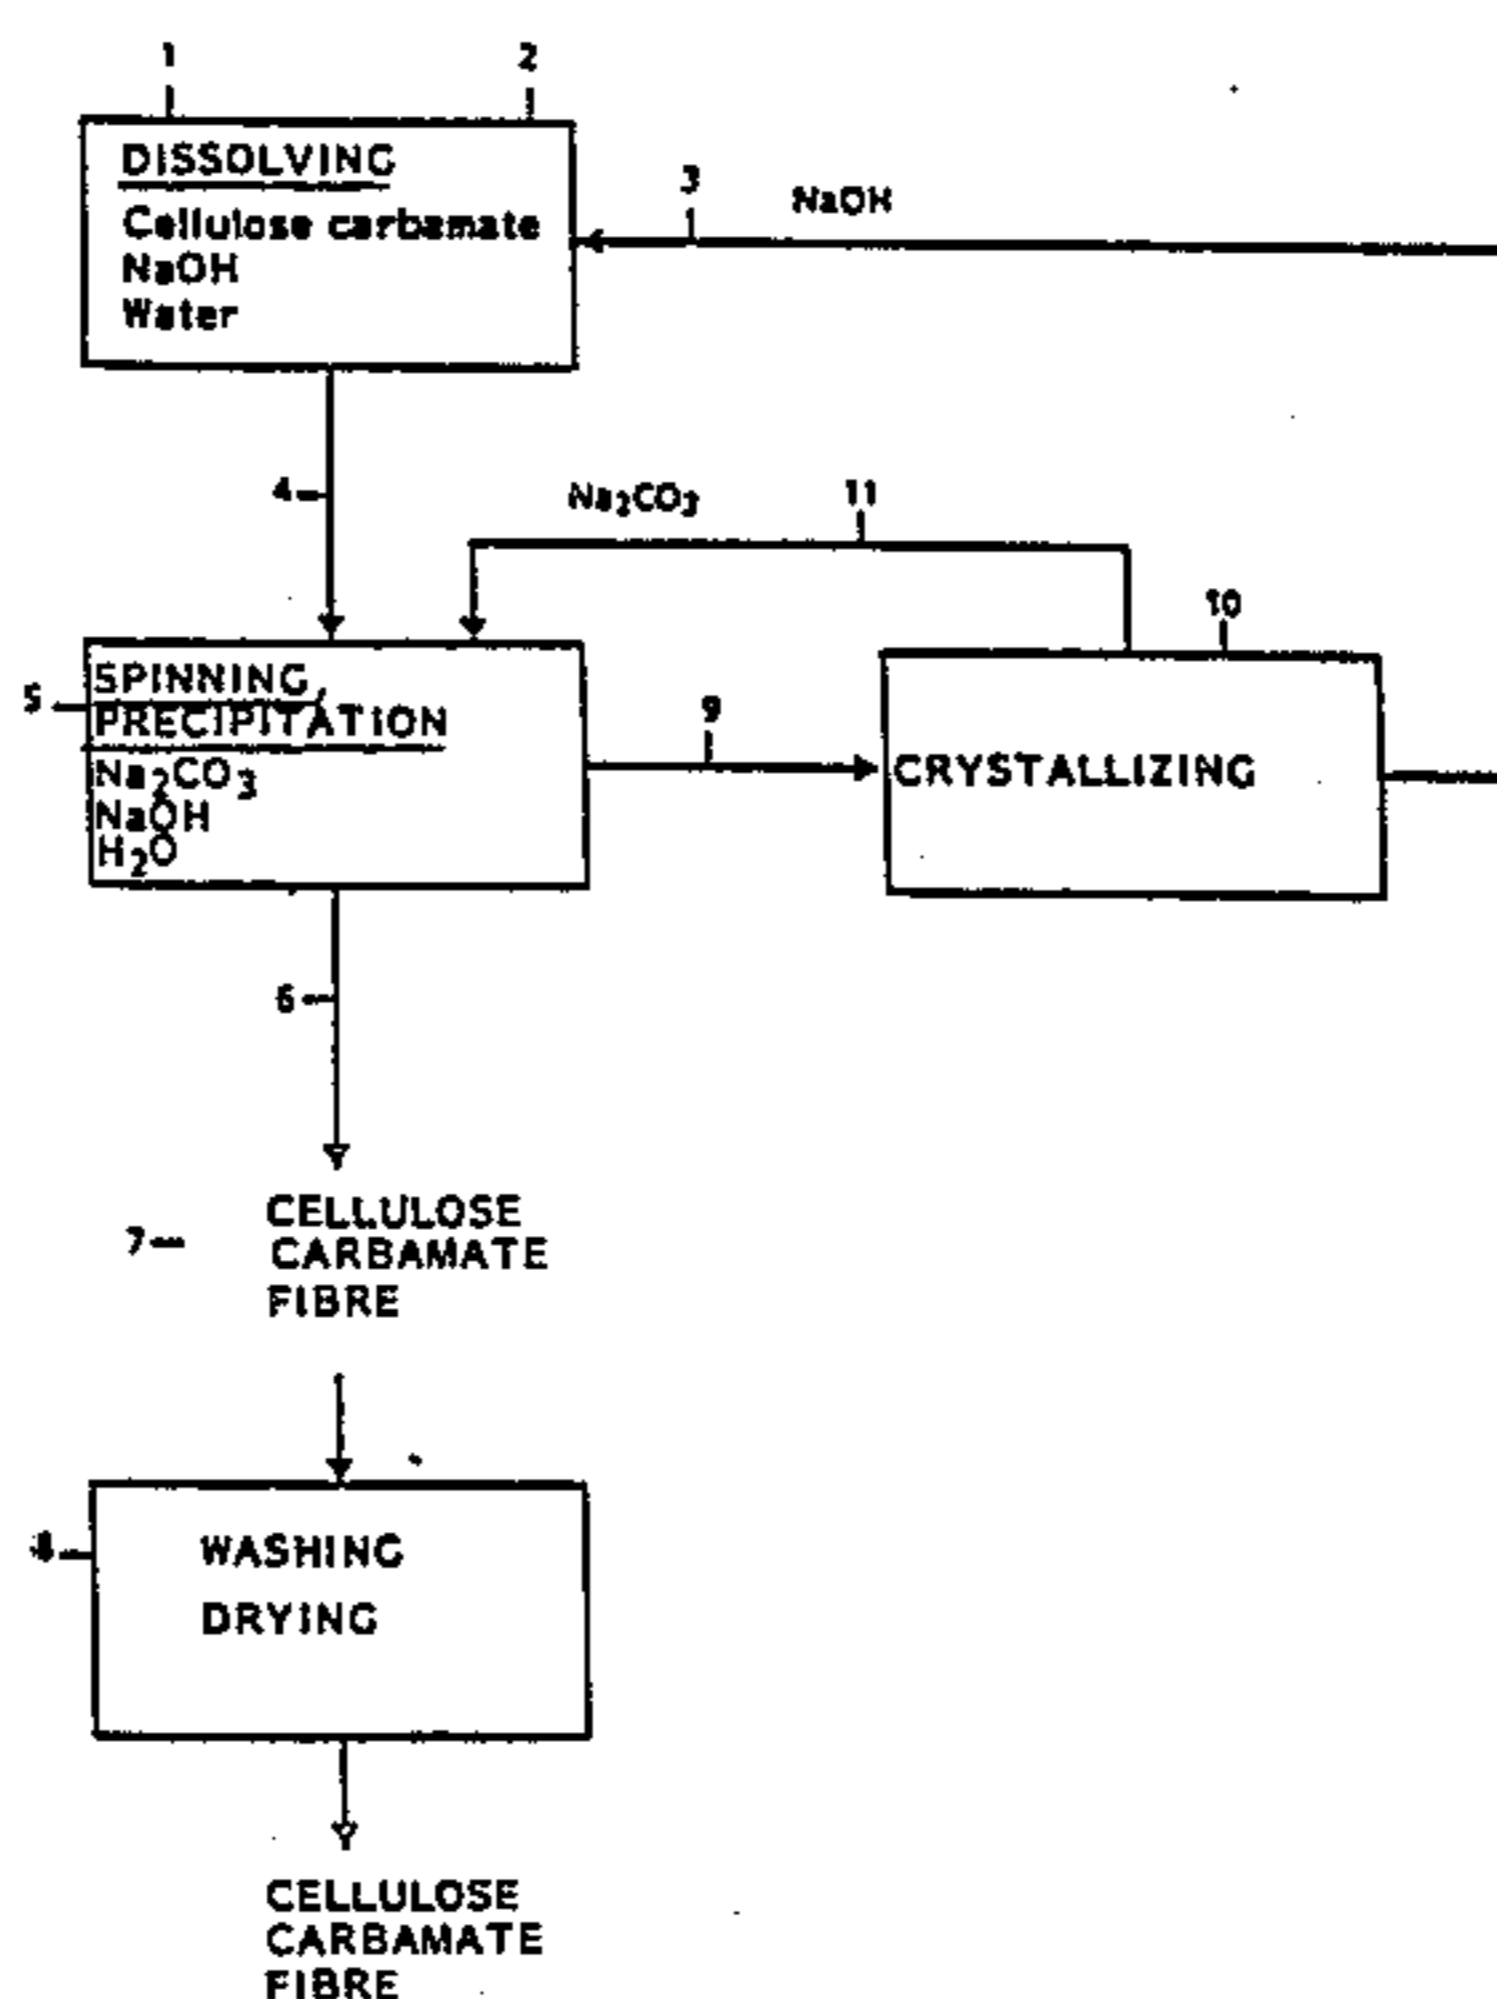 1
2
DISSOLVING
Cellulose carbamate
NaOH
Water
3
NaOH
4
Na₂CO₃
11
10
5
SPINNING,
PRECIPITATION
Na₂CO₃
NaOH
H₂O
9
CRYSTALLIZING
6
7
CELLULOSE
CARBAMATE
FIBRE
8
WASHING
DRYING
CELLULOSE
CARBAMATE
FIBRE